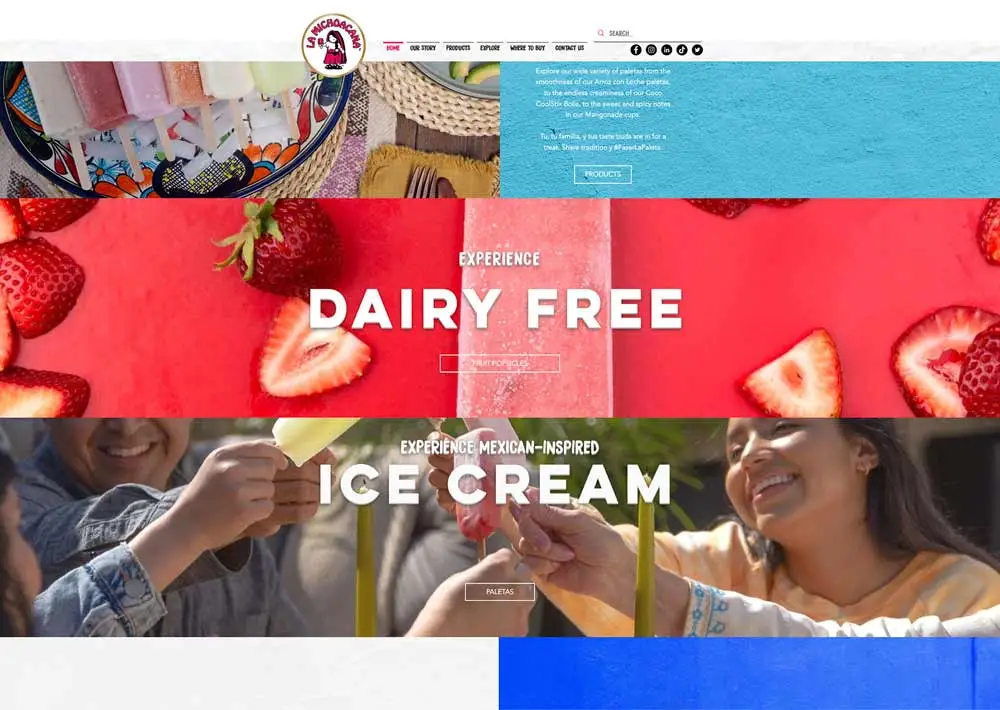 LA MICHOACANA
HOME OUR STORY PRODUCTS EXPLORE WHERE TO BUY CONTACT US
SEARCH...
Explore our wide variety of paletas from the
smoothness of our Arroz con Leche paletas,
to the endless creaminess of our Coco
CoolStix Bolis, to the sweet and spicy notes
in our Mangonada cups.
Tu, tu familia, y sus taste buds are in for a
treat. Share tradition y #PasarLaPaleta.
PRODUCTS
EXPERIENCE
DAIRY FREE
FRUIT POPSICLES
EXPERIENCE MEXICAN-INSPIRED
ICE CREAM
PALETAS